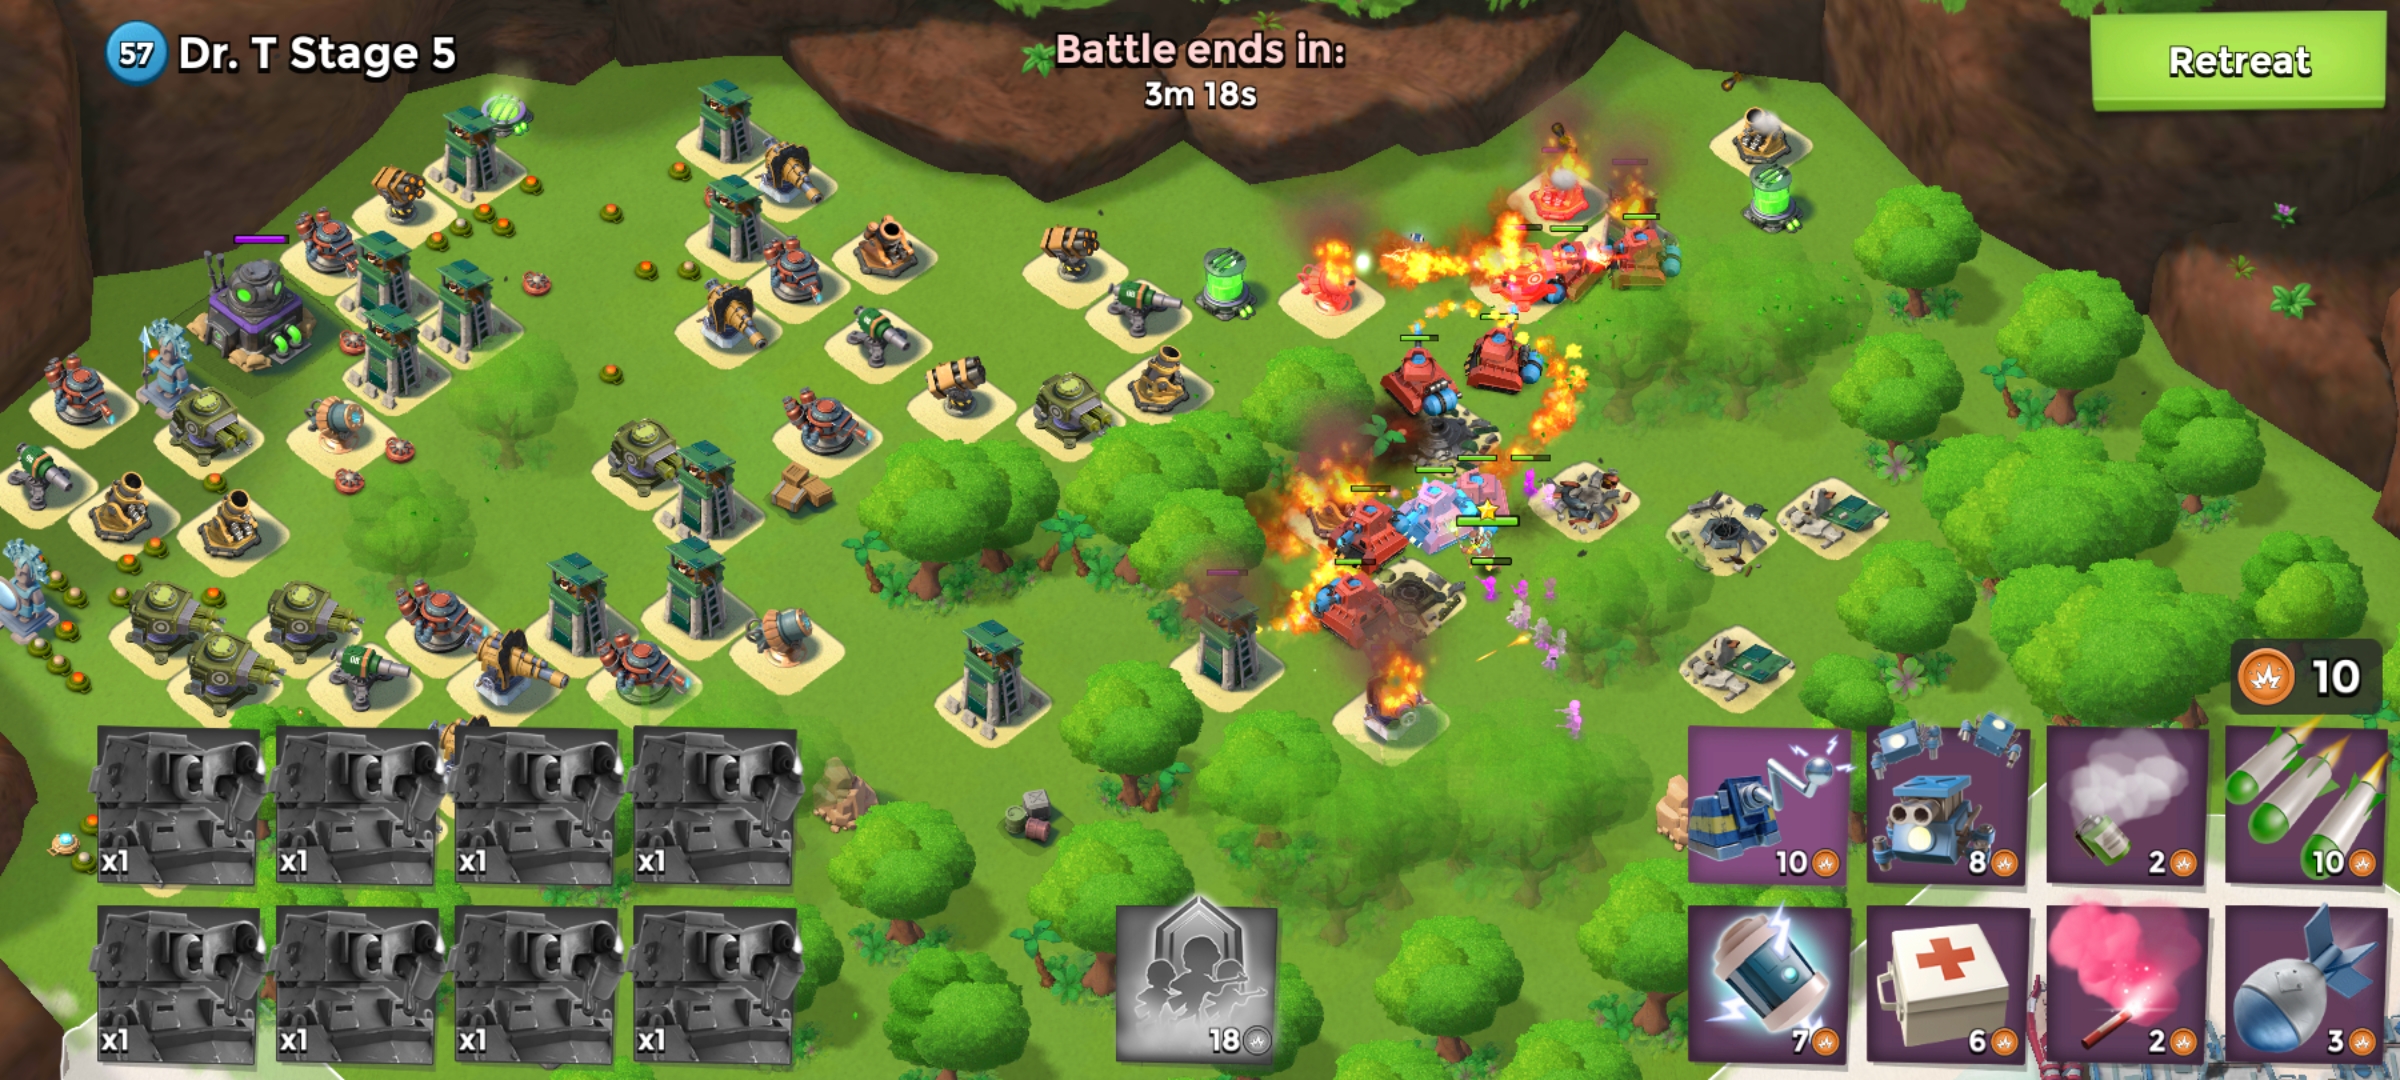 57 Dr. T Stage 5
Battle ends in:
3m 18s
Retreat
10
x1 x1 x1 x1
10 8 2 10
x1 x1 x1 x1
18
7 6 2 3